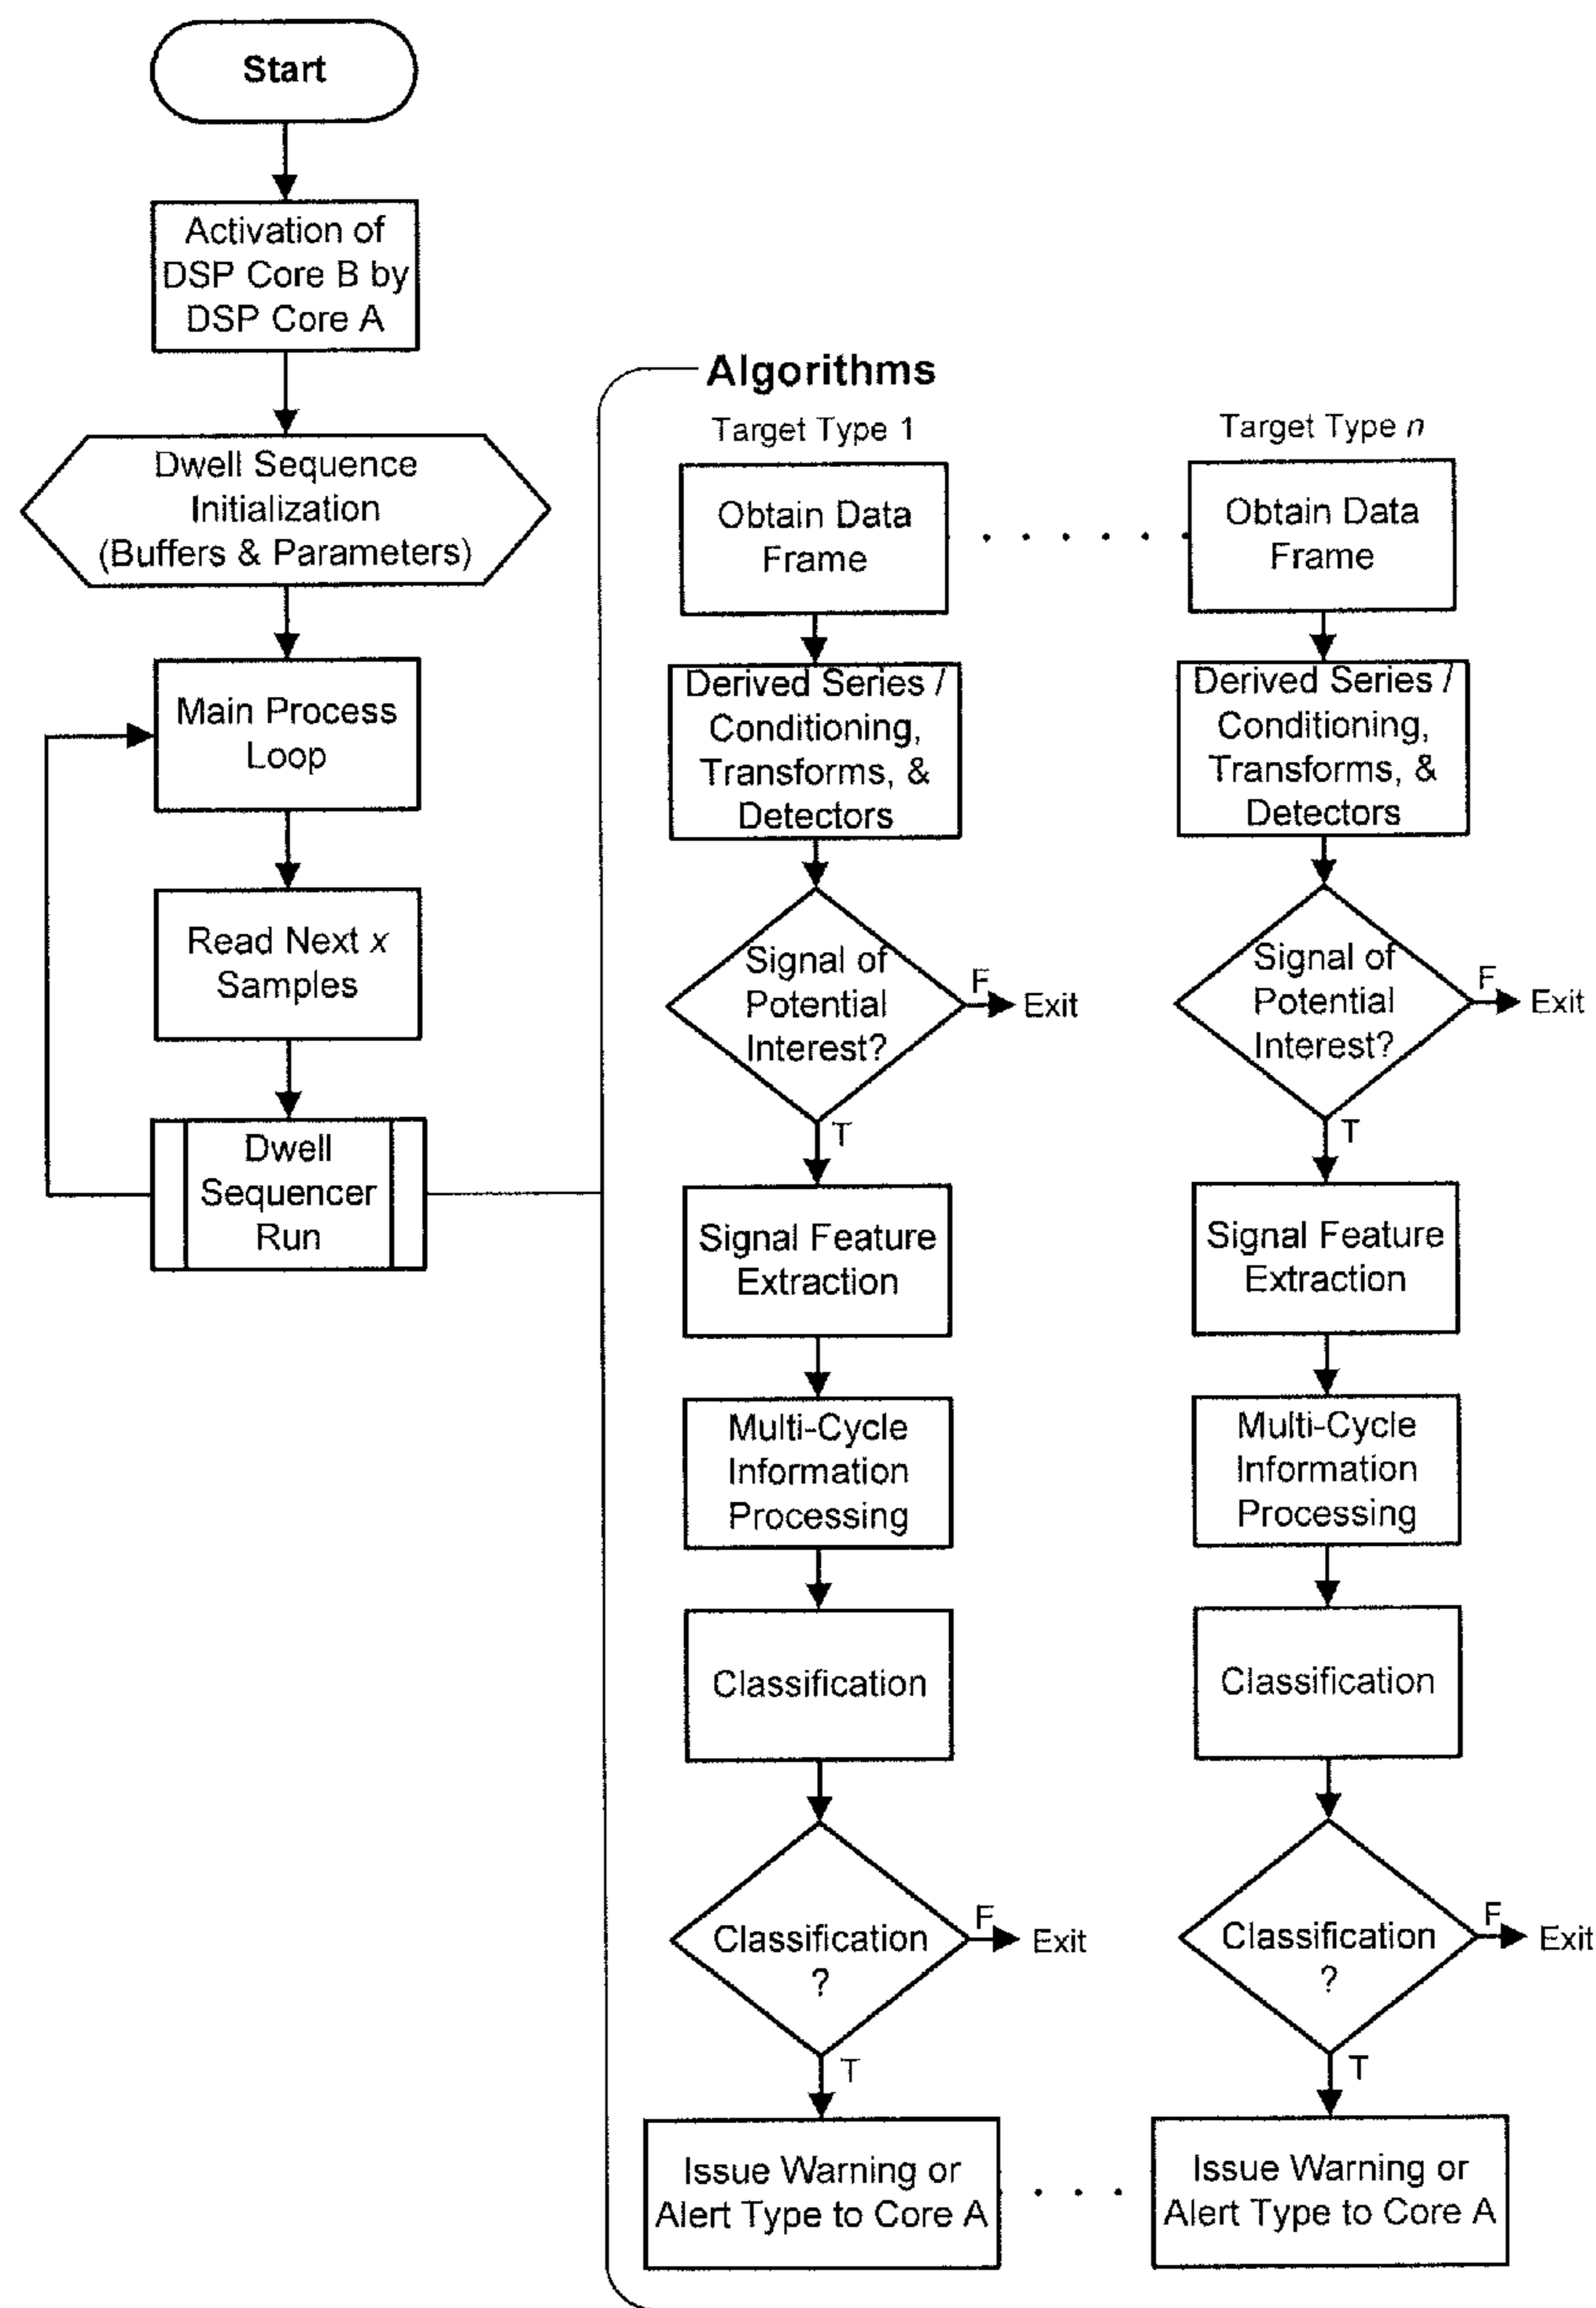 Start
Activation of
DSP Core B by
DSP Core A
Dwell Sequence
Initialization
(Buffers & Parameters)
Main Process
Loop
Read Next x
Samples
Dwell
Sequencer
Run
Algorithms
Target Type 1
Obtain Data
Frame
Derived Series /
Conditioning,
Transforms, &
Detectors
Signal of
Potential
Interest?
F
Exit
T
Signal Feature
Extraction
Multi-Cycle
Information
Processing
Classification
Classification
?
F
Exit
T
Issue Warning or
Alert Type to Core A
Target Type n
Obtain Data
Frame
Derived Series /
Conditioning,
Transforms, &
Detectors
Signal of
Potential
Interest?
F
Exit
T
Signal Feature
Extraction
Multi-Cycle
Information
Processing
Classification
Classification
?
F
Exit
T
Issue Warning or
Alert Type to Core A